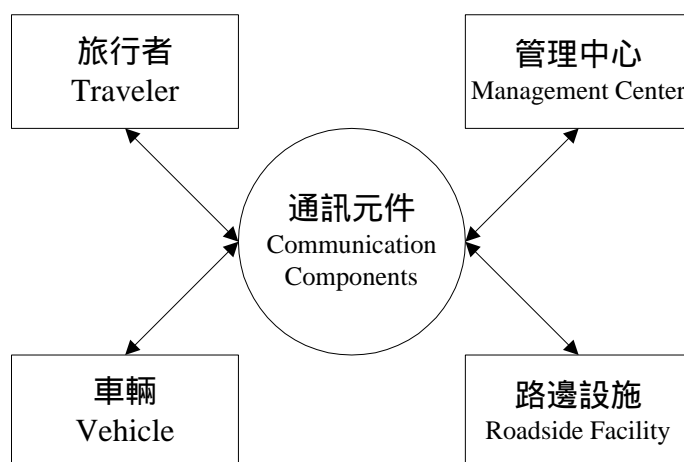 旅行者
Traveler
管理中心
Management Center
通訊元件
Communication
Components
車輛
Vehicle
路邊設施
Roadside Facility